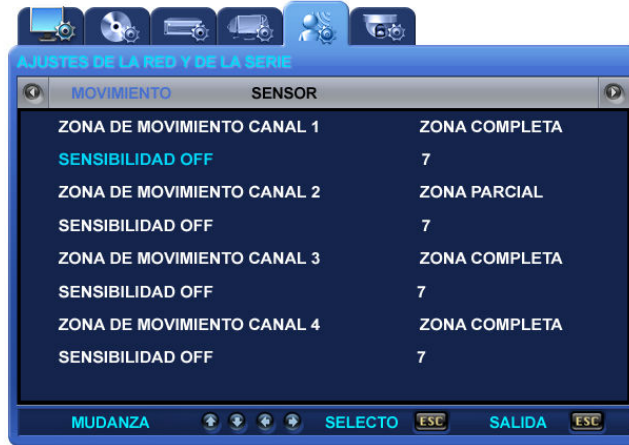 AJUSTES DE LA RED Y DE LA SERIE
MOVIMIENTO SENSOR
ZONA DE MOVIMIENTO CANAL 1 ZONA COMPLETA
SENSIBILIDAD OFF 7
ZONA DE MOVIMIENTO CANAL 2 ZONA PARCIAL
SENSIBILIDAD OFF 7
ZONA DE MOVIMIENTO CANAL 3 ZONA COMPLETA
SENSIBILIDAD OFF 7
ZONA DE MOVIMIENTO CANAL 4 ZONA COMPLETA
SENSIBILIDAD OFF 7
MUDANZA SELECTO ESC SALIDA ESC